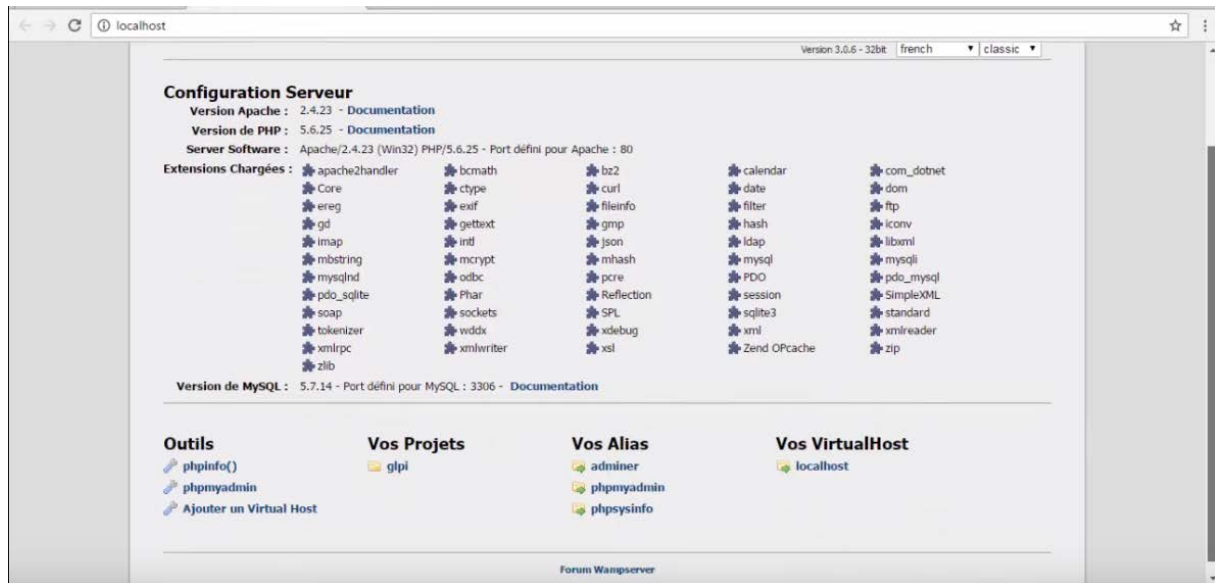 localhost
Version 3.0.6 - 32bit french classic
Configuration Serveur
Version Apache : 2.4.23 - Documentation
Version de PHP : 5.6.25 - Documentation
Server Software : Apache/2.4.23 (Win32) PHP/5.6.25 - Port défini pour Apache : 80
Extensions Chargées : apache2handler bcmath bz2 calendar com_dotnet
Core ctype curl date dom
ereg exif fileinfo filter ftp
gd gettext gmp hash iconv
imap intl json ldap libxml
mbstring mcrypt mhash mysql mysqli
mysqlnd odbc pcre PDO pdo_mysql
pdo_sqlite Phar Reflection session SimpleXML
soap sockets SPL sqlite3 standard
tokenizer wddx xdebug xml xmlreader
xmlrpc xmlwriter xsl Zend OPcache zip
zlib
Version de MySQL : 5.7.14 - Port défini pour MySQL : 3306 - Documentation
Outils Vos Projets Vos Alias Vos VirtualHost
phpinfo() glpi adminer localhost
phpmyadmin phpmyadmin
Ajouter un Virtual Host phpsysinfo
Forum Wampserver